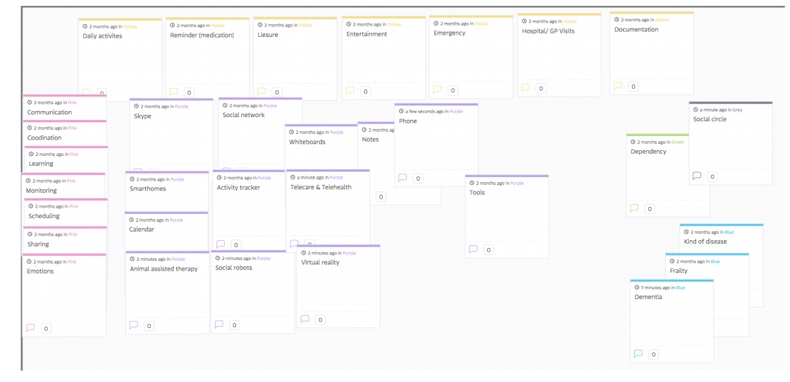 2 months ago in Yellow
Daily activites
0
2 months ago in Yellow
Reminder (medication)
0
2 months ago in Yellow
Liesure
0
2 months ago in Yellow
Entertainment
0
2 months ago in Yellow
Emergency
0
2 months ago in Yellow
Hospital/ GP Visits
0
2 months ago in Yellow
Documentation
0
2 months ago in Pink
Communication
2 months ago in Pink
Coodination
2 months ago in Pink
Learning
2 months ago in Pink
Monitoring
2 months ago in Pink
Scheduling
2 months ago in Pink
Sharing
2 months ago in Pink
Emotions
0
2 months ago in Purple
Skype
2 months ago in Purple
Social network
2 months ago in Purple
Whiteboards
2 months ag
Notes
0
a few seconds ago in Purple
Phone
0
2 months ago in Purple
Smarthomes
2 months ago in Purple
Activity tracker
0
a minute ago in Purple
Telecare & Telehealth
0
2 months ago in Purple
Tools
0
2 months ago in Purple
Calendar
2 minutes ago in Purple
Animal assisted therapy
0
2 minutes ago in Purple
Social robots
0
2 minutes ago in Purple
Virtual reality
0
a minute ago in Grey
Social circle
0
2 months ago in Green
Dependency
0
2 months ago in Blue
Kind of disease
2 months ago in Blue
Frailty
7 minutes ago in Blue
Dementia
0